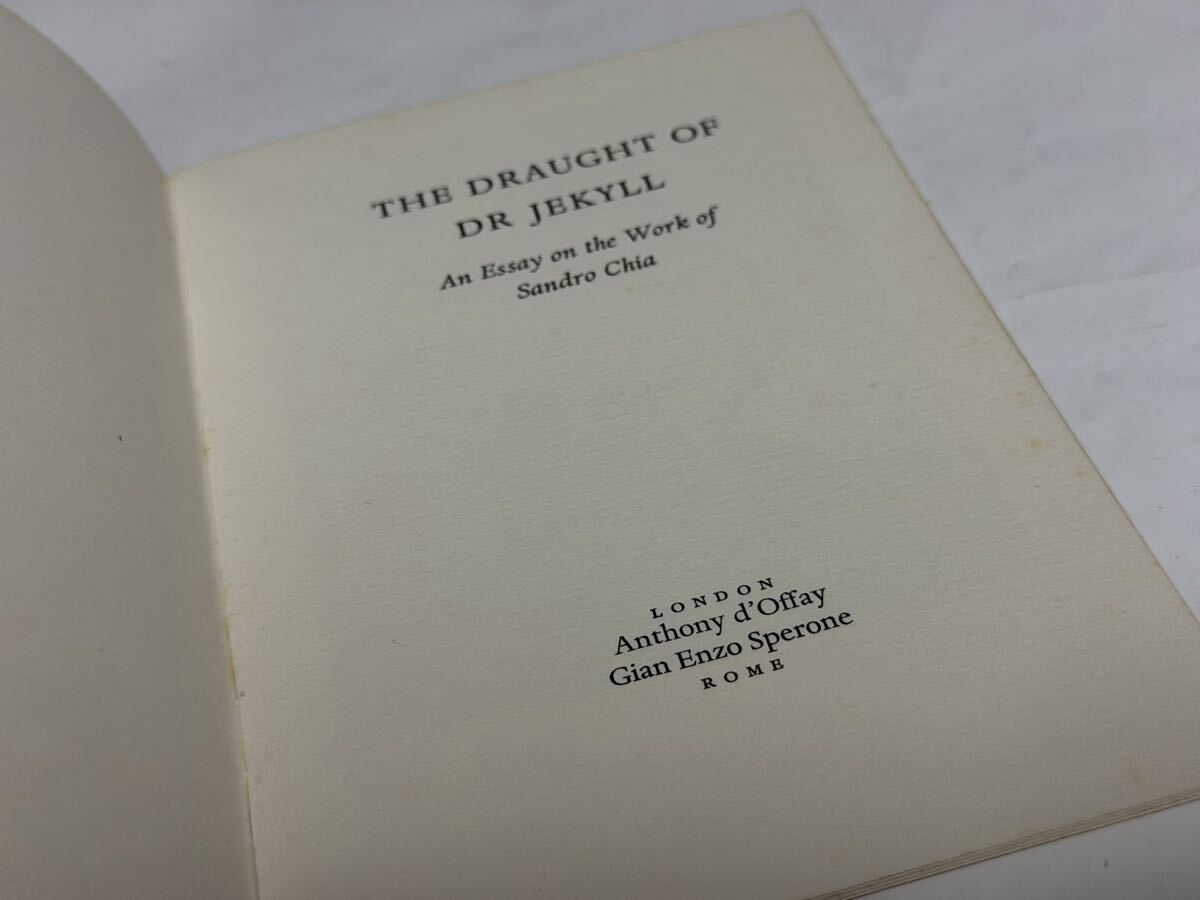 THE DRAUGHT OF
DR JEKYLL
An Essay on the Work of
Sandro Chia
LONDON
Anthony d'Offay
Gian Enzo Sperone
ROME